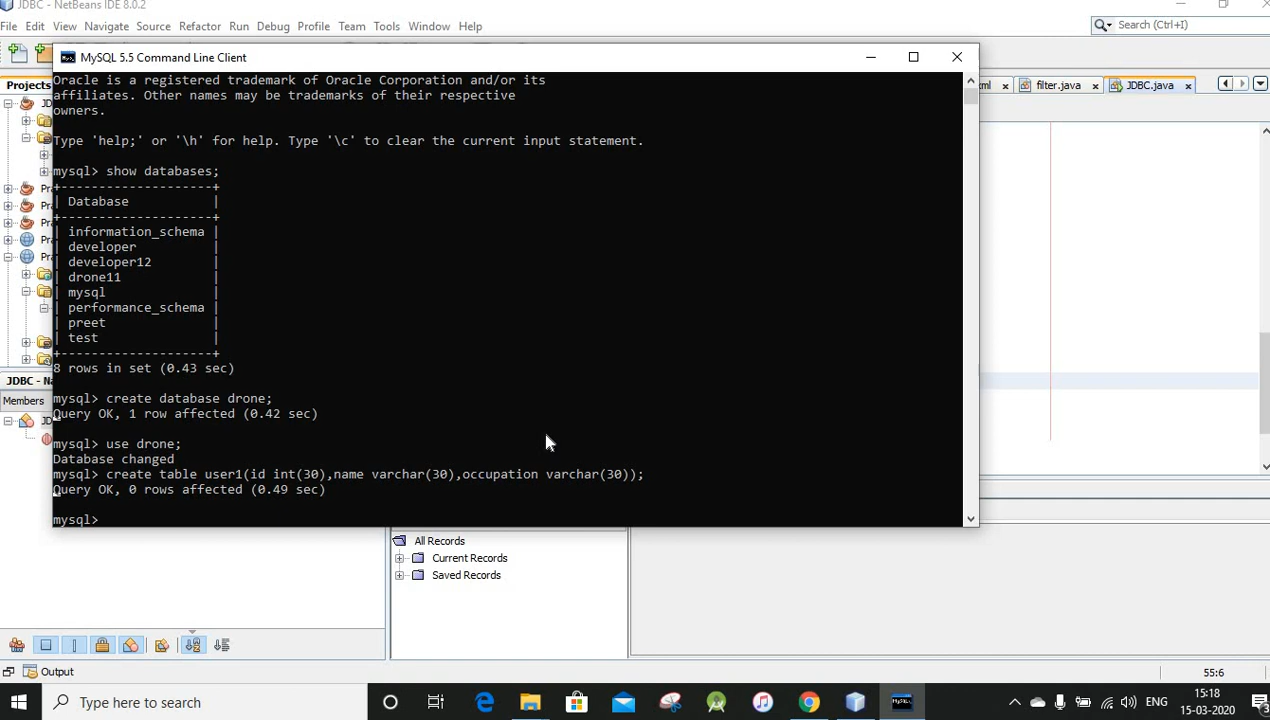 JDBC - NetBeans IDE 8.0.2
File Edit View Navigate Source Refactor Run Debug Profile Team Tools Window Help
Search (Ctrl+I)
MySQL 5.5 Command Line Client
Projects
filter.java
JDBC.java
Oracle is a registered trademark of Oracle Corporation and/or its
affiliates. Other names may be trademarks of their respective
owners.
Type 'help;' or '\h' for help. Type '\c' to clear the current input statement.
mysql> show databases;
+--------------------+
| Database           |
+--------------------+
| information_schema |
| developer          |
| developer12        |
| drone11            |
| mysql              |
| performance_schema |
| preet              |
| test               |
+--------------------+
8 rows in set (0.43 sec)
mysql> create database drone;
Query OK, 1 row affected (0.42 sec)
mysql> use drone;
Database changed
mysql> create table user1(id int(30),name varchar(30),occupation varchar(30));
Query OK, 0 rows affected (0.49 sec)
mysql>
JDBC - Na
Members
All Records
Current Records
Saved Records
Output
55:6
Type here to search
ENG
15:18
15-03-2020
3